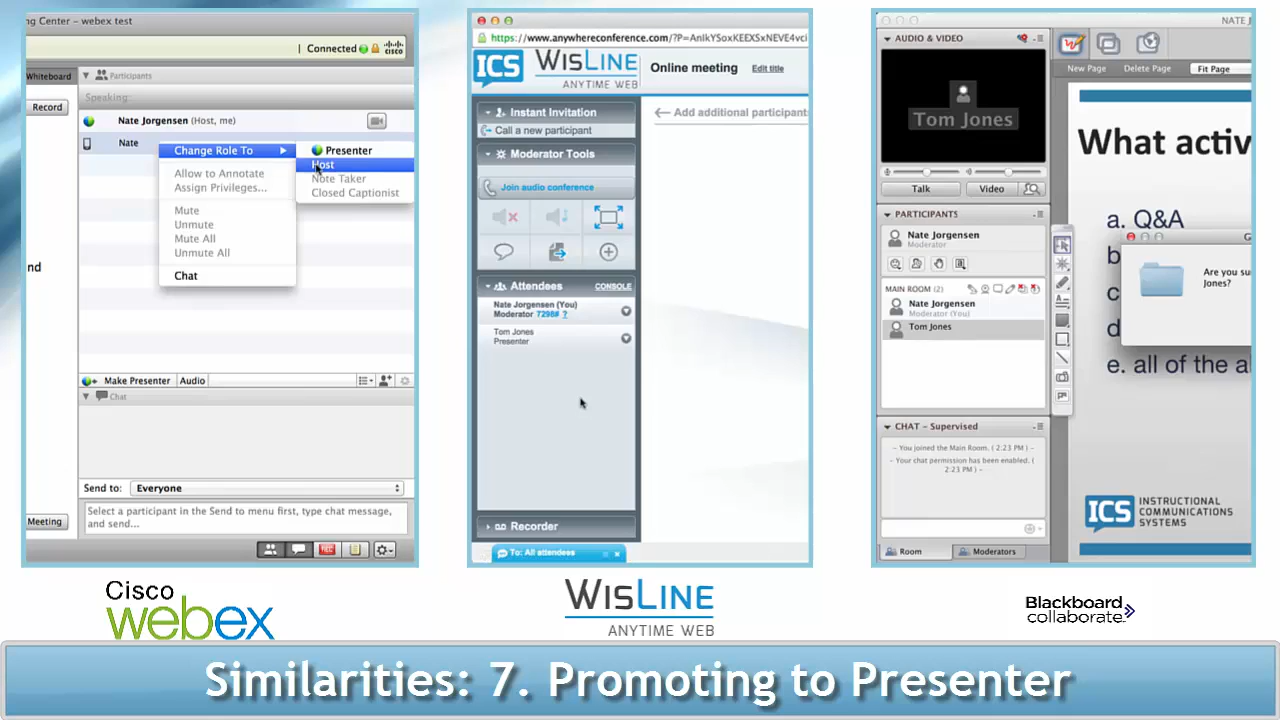 ng Center – webex test
| Connected
CISCO
Whiteboard
Participants
Speaking:
Record
Nate Jorgensen (Host, me)
Nate
Change Role To
Presenter
Host
Note Taker
Closed Captionist
Allow to Annotate
Assign Privileges...
Mute
Unmute
Mute All
Unmute All
Chat
nd
Make Presenter
Audio
Chat
Send to:
Everyone
Select a participant in the Send to menu first, type chat message,
and send...
Meeting
REC
Cisco
webex
https://www.anywhereconference.com/?P=AnlkYSoxKEEXSxNEVE4vci
ICS
WISLINE
ANYTIME WEB
Online meeting
Edit title
Instant Invitation
Call a new participant
Add additional participants
Moderator Tools
Join audio conference
Attendees
CONSOLE
Nate Jorgensen (You)
Moderator 7298# ?
Tom Jones
Presenter
Recorder
To: All attendees
WISLINE
ANYTIME WEB
NATE J
AUDIO & VIDEO
Tom Jones
Talk
Video
New Page
Delete Page
Fit Page
What activ
a. Q&A
b
c
d
e. all of the a
G
Are you su
Jones?
PARTICIPANTS
Nate Jorgensen
Moderator
MAIN ROOM (2)
Nate Jorgensen
Moderator (You)
Tom Jones
CHAT – Supervised
– You joined the Main Room. ( 2:23 PM ) –
– Your chat permission has been enabled. (
2:23 PM ) –
Room
Moderators
ICS
INSTRUCTIONAL
COMMUNICATIONS
SYSTEMS
Blackboard
collaborate™
Similarities: 7. Promoting to Presenter